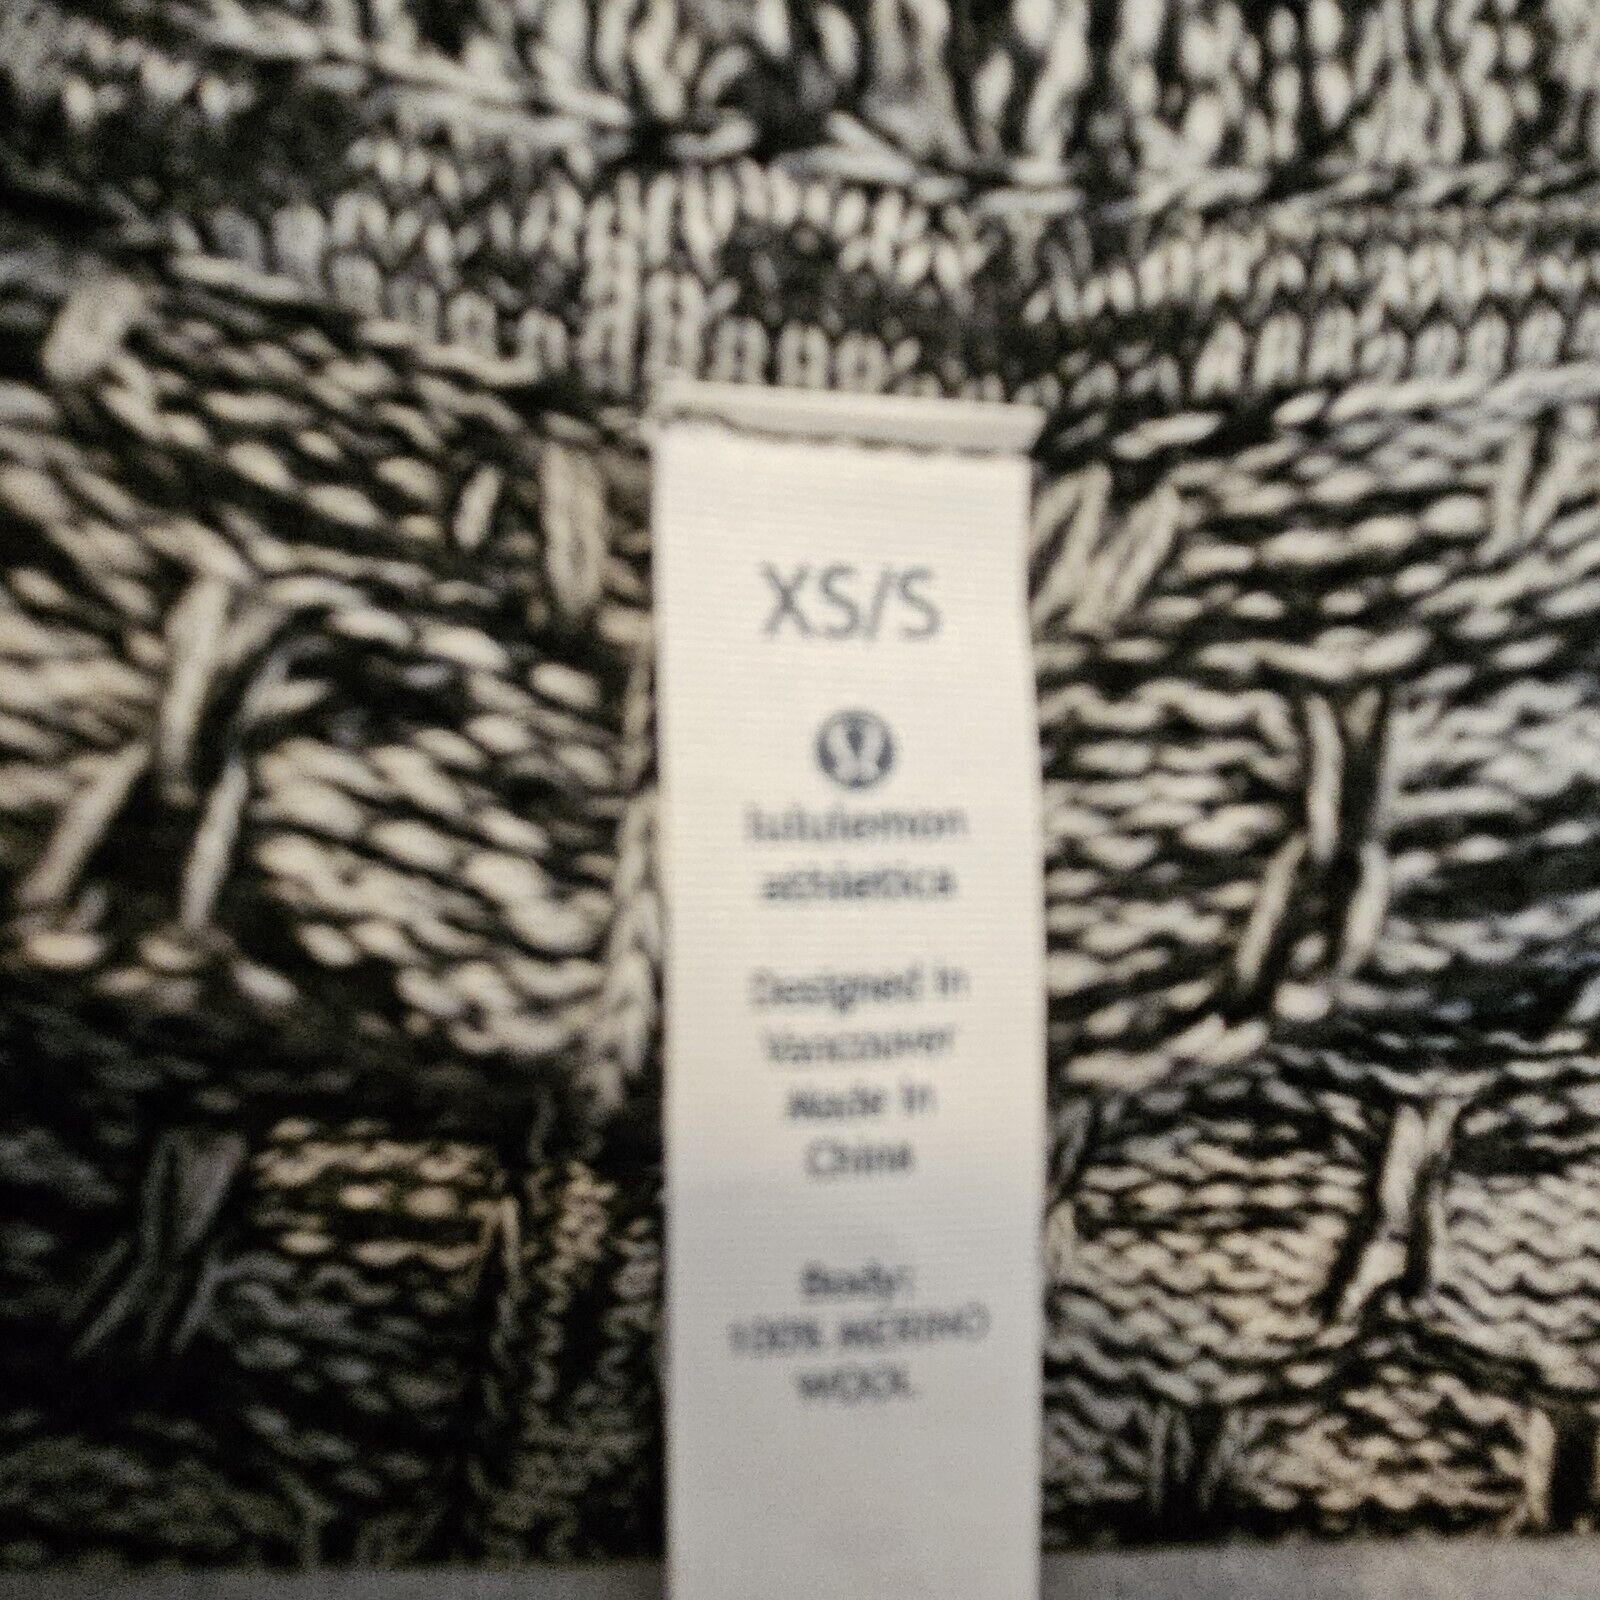 XS/S
lululemon
athletica
Designed in
Vancouver
Made in
China
Body:
100% MERINO
WOOL